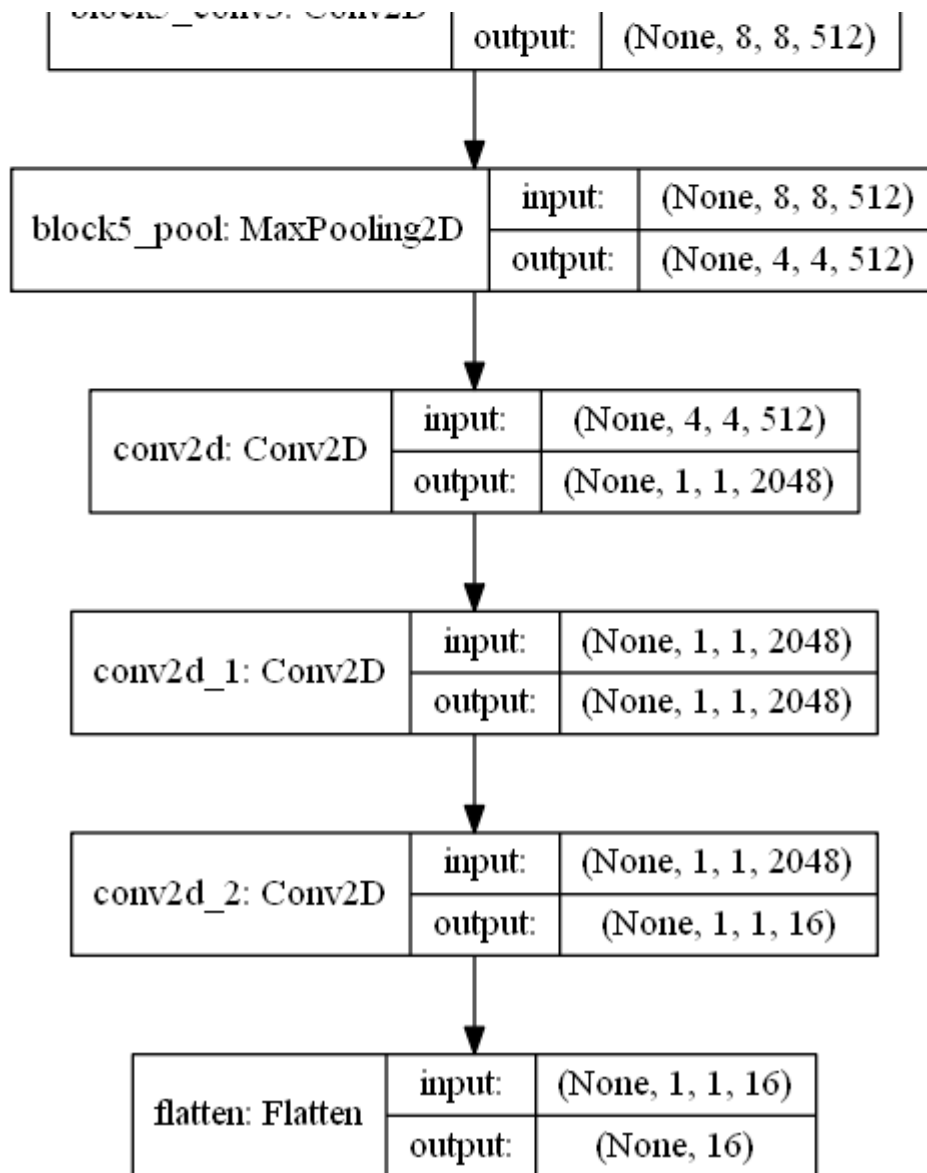 block5_conv3: Conv2D
output: (None, 8, 8, 512)
block5_pool: MaxPooling2D
input: (None, 8, 8, 512)
output: (None, 4, 4, 512)
conv2d: Conv2D
input: (None, 4, 4, 512)
output: (None, 1, 1, 2048)
conv2d_1: Conv2D
input: (None, 1, 1, 2048)
output: (None, 1, 1, 2048)
conv2d_2: Conv2D
input: (None, 1, 1, 2048)
output: (None, 1, 1, 16)
flatten: Flatten
input: (None, 1, 1, 16)
output: (None, 16)